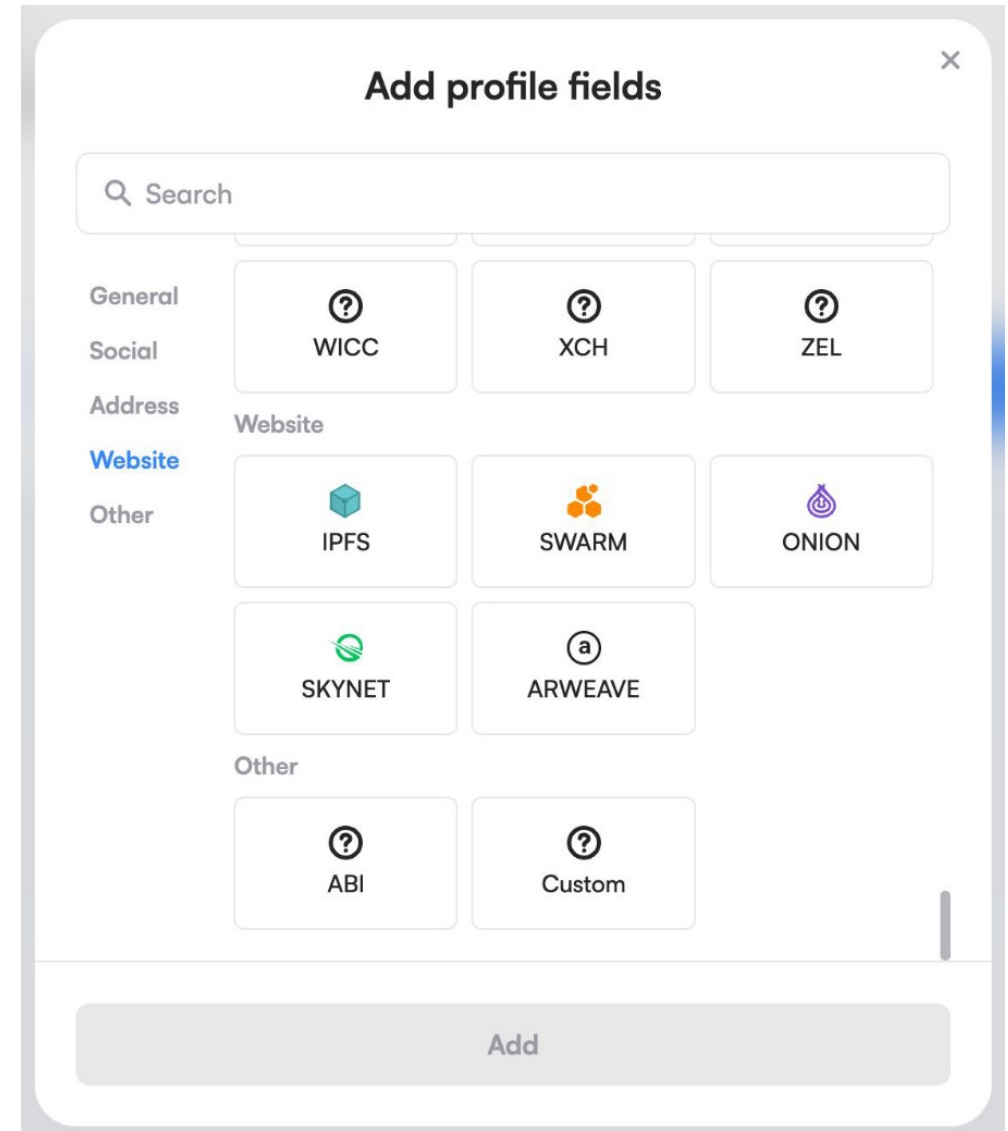 Add profile fields
Search
General
Social
Address
Website
Other
WICC
XCH
ZEL
Website
IPFS
SWARM
ONION
SKYNET
ARWEAVE
Other
ABI
Custom
Add